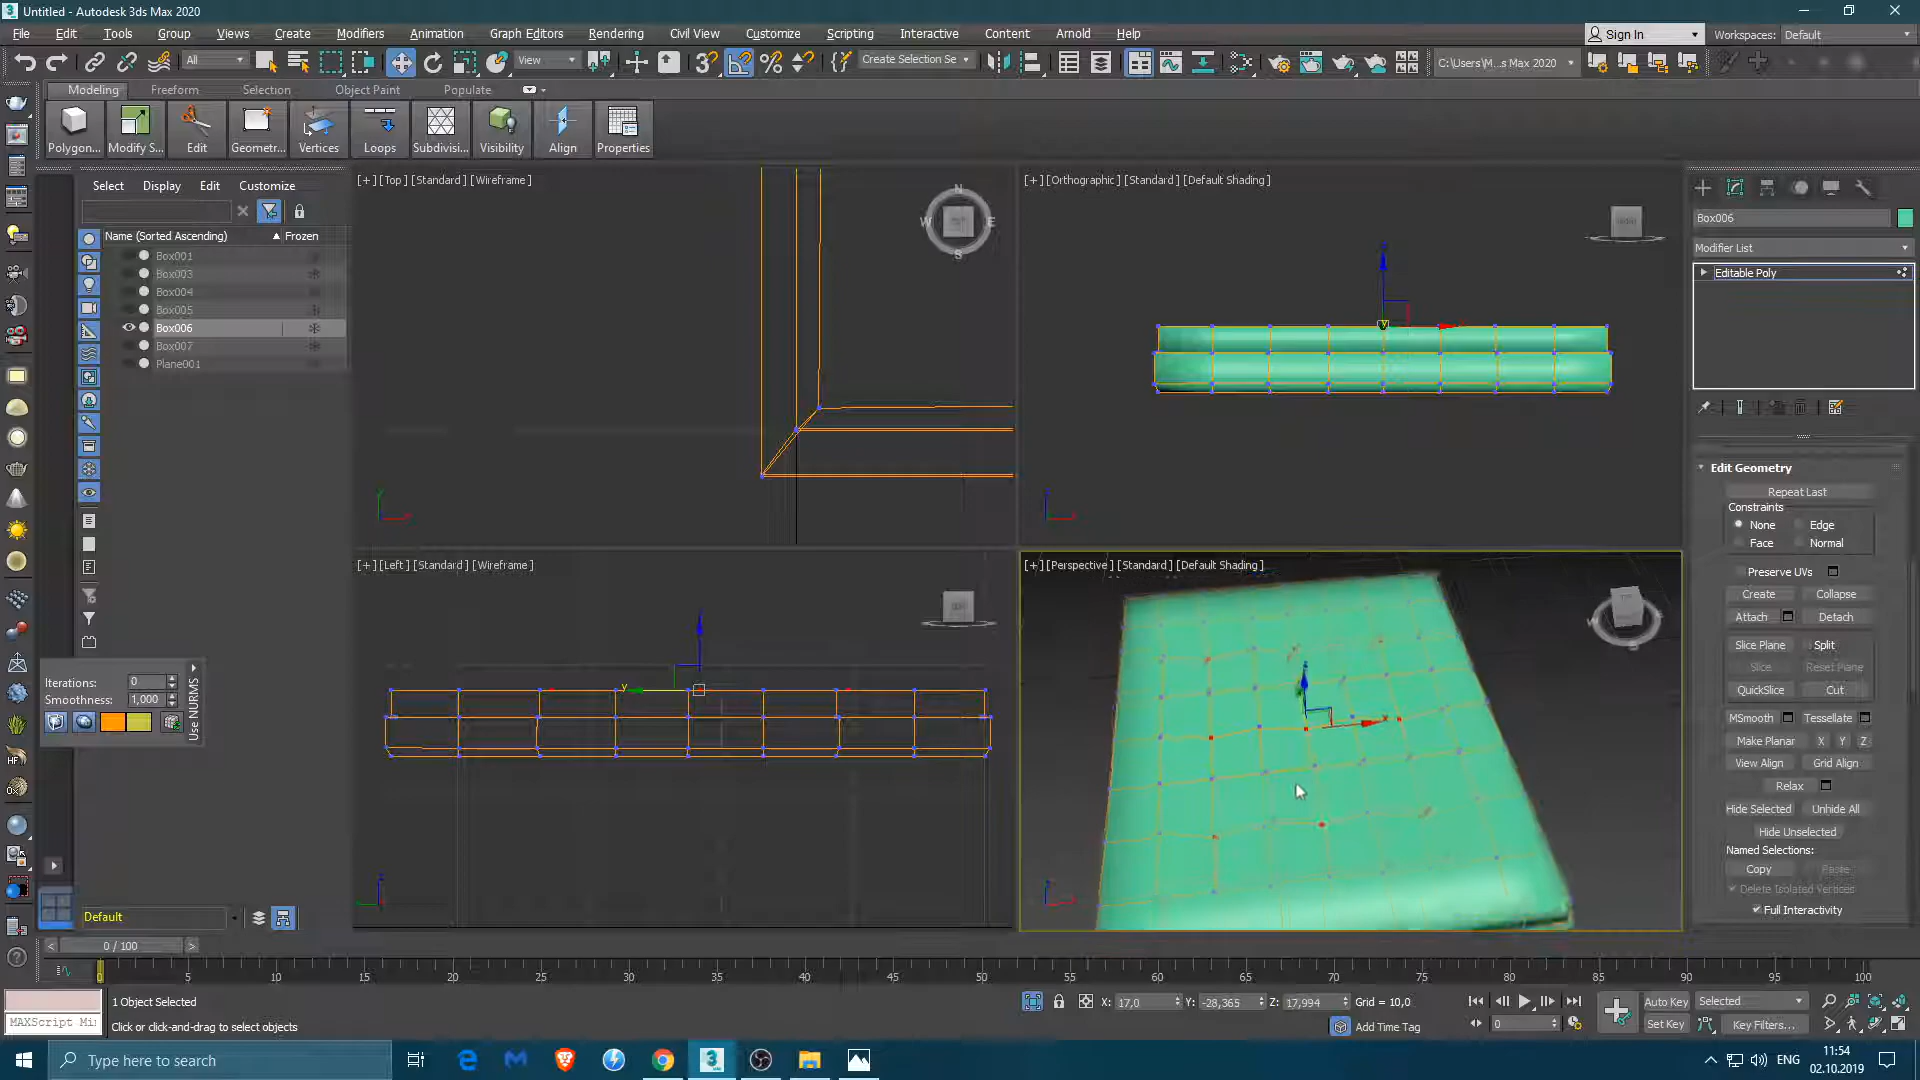 Untitled - Autodesk 3ds Max 2020
File Edit Tools Group Views Create Modifiers Animation Graph Editors Rendering Civil View Customize Scripting Interactive Content Arnold Help
Sign In Workspaces: Default
All View Create Selection Se C:\Users\M...s Max 2020
Modeling Freeform Selection Object Paint Populate
Polygon... Modify S... Edit Geometr... Vertices Loops Subdivisi... Visibility Align Properties
Select Display Edit Customize
Name (Sorted Ascending) Frozen
Box001
Box003
Box004
Box005
Box006
Box007
Plane001
Iterations: 0
Smoothness: 1,000
Use NURMS
Default
[+] [Top] [Standard] [Wireframe]
[+] [Orthographic] [Standard] [Default Shading]
[+] [Left] [Standard] [Wireframe]
[+] [Perspective] [Standard] [Default Shading]
Box006
Modifier List
Editable Poly
Edit Geometry
Repeat Last
Constraints
None Edge
Face Normal
Preserve UVs
Create Collapse
Attach Detach
Slice Plane Split
Slice Reset Plane
QuickSlice Cut
MSmooth Tessellate
Make Planar X Y Z
View Align Grid Align
Relax
Hide Selected Unhide All
Hide Unselected
Named Selections:
Copy Paste
Delete Isolated Vertices
Full Interactivity
0 / 100
0 5 10 15 20 25 30 35 40 45 50 55 60 65 70 75 80 85 90 95 100
1 Object Selected
Click or click-and-drag to select objects
MAXScript Mi
X: 17,0 Y: -28,365 Z: 17,994 Grid = 10,0
Add Time Tag
0
Auto Key Selected
Set Key Key Filters...
Type here to search
ENG
11:54
02.10.2019